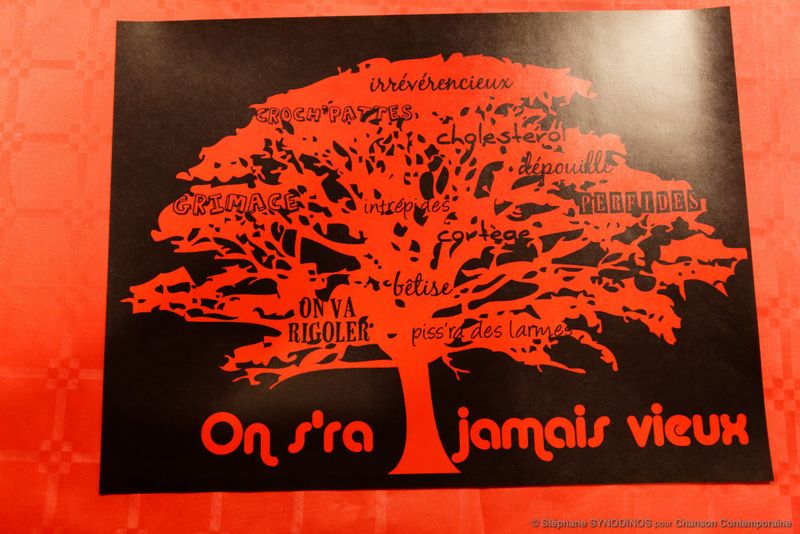 irrévérencieux
CROCH'PATTES
cholestérol
dépouille
GRIMACE
intrépides
PERFIDES
cortège
bêtise
ON VA
RIGOLER
piss'ra des larmes
On s'ra jamais vieux
© Stéphane SYNODINOS pour Chanson Contemporaine